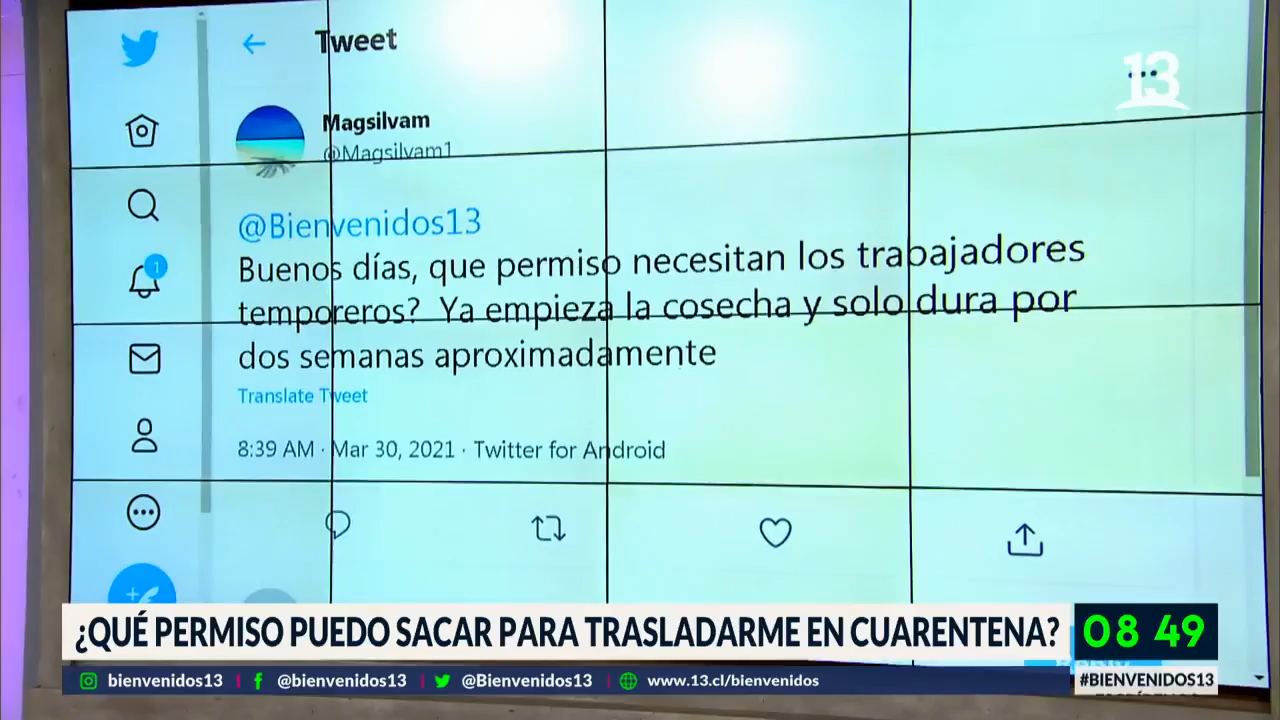 Tweet
13
Magsilvam
@Magsilvam1
@Bienvenidos13
Buenos días, que permiso necesitan los trabajadores
temporeros? Ya empieza la cosecha y solo dura por
dos semanas aproximadamente
Translate Tweet
8:39 AM · Mar 30, 2021 · Twitter for Android
1
¿QUÉ PERMISO PUEDO SACAR PARA TRASLADARME EN CUARENTENA?
08 49
bienvenidos13
@bienvenidos13
@Bienvenidos13
www.13.cl/bienvenidos
#BIENVENIDOS13